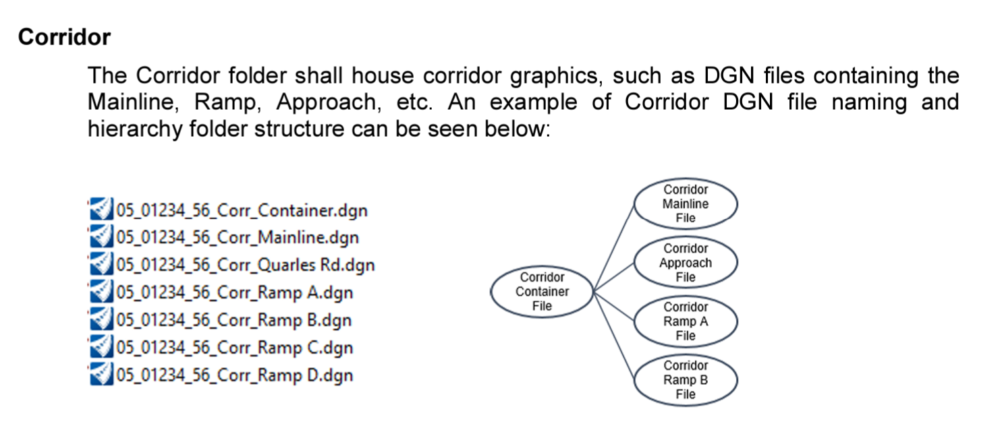 Corridor
The Corridor folder shall house corridor graphics, such as DGN files containing the
Mainline, Ramp, Approach, etc. An example of Corridor DGN file naming and
hierarchy folder structure can be seen below:
05_01234_56_Corr_Container.dgn
05_01234_56_Corr_Mainline.dgn
05_01234_56_Corr_Quarles Rd.dgn
05_01234_56_Corr_Ramp A.dgn
05_01234_56_Corr_Ramp B.dgn
05_01234_56_Corr_Ramp C.dgn
05_01234_56_Corr_Ramp D.dgn
Corridor
Container
File
Corridor
Mainline
File
Corridor
Approach
File
Corridor
Ramp A
File
Corridor
Ramp B
File